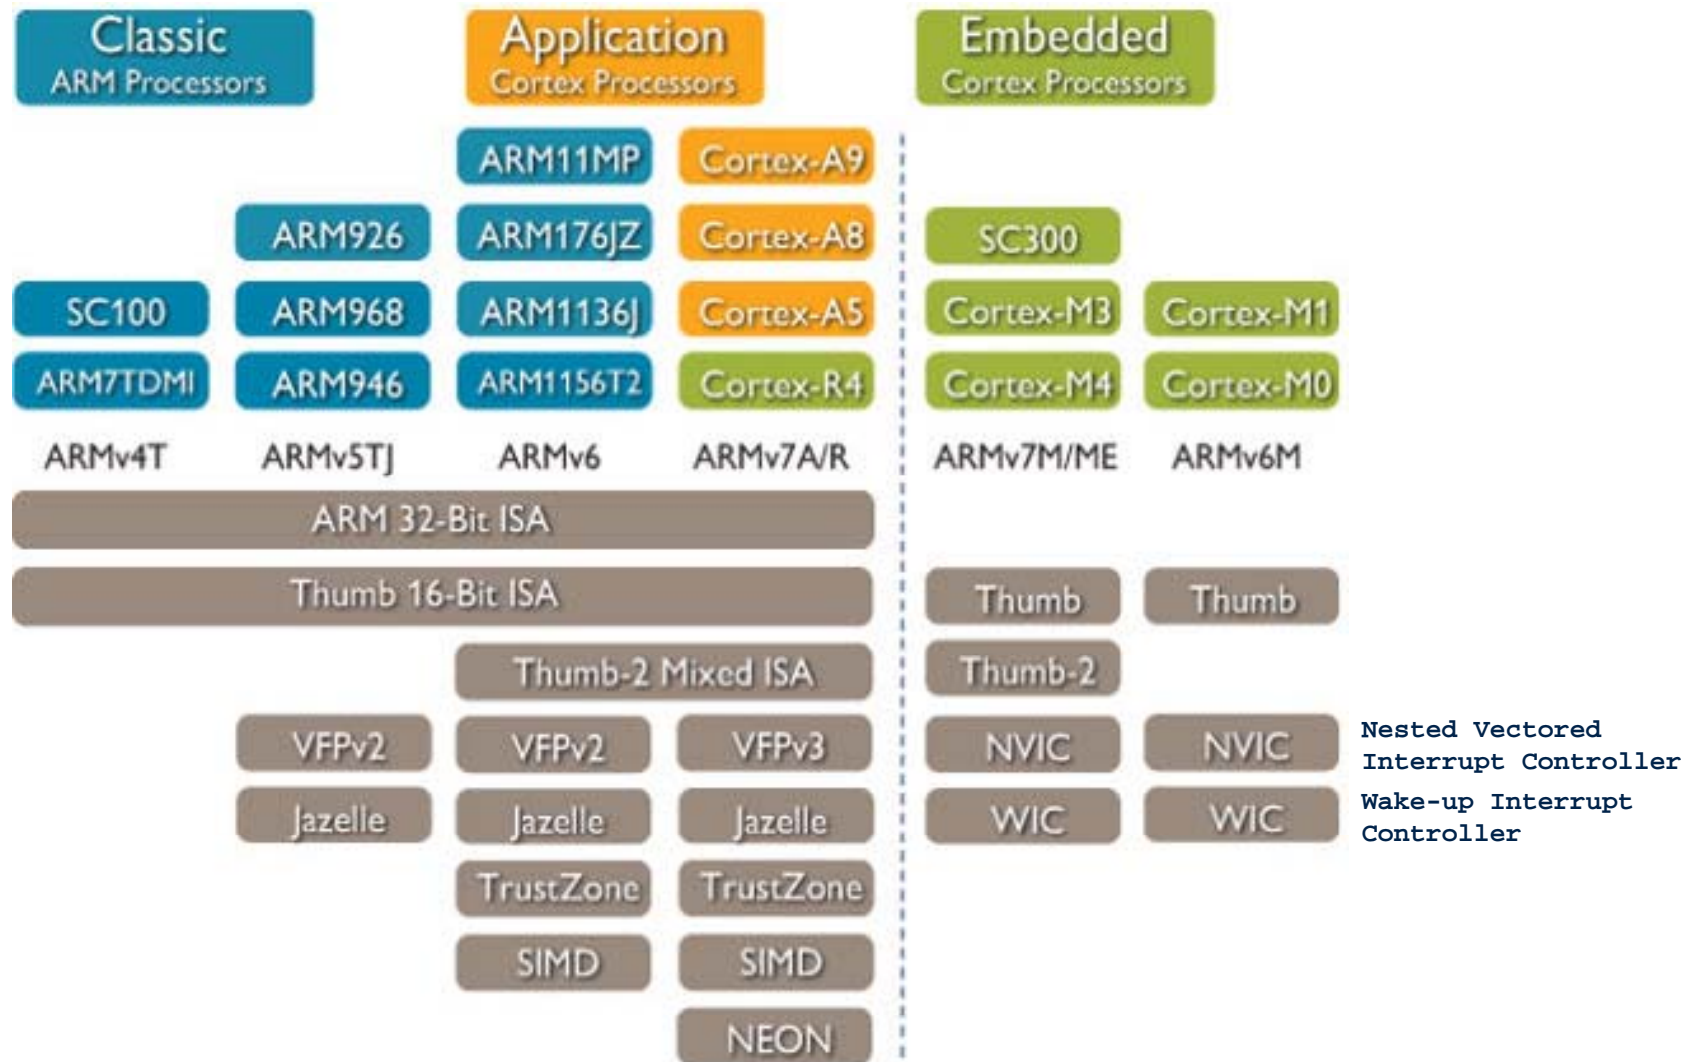 Classic
ARM Processors
Application
Cortex Processors
Embedded
Cortex Processors
ARM11MP
Cortex-A9
ARM926
ARM176JZ
Cortex-A8
SC300
SC100
ARM968
ARM1136J
Cortex-A5
Cortex-M3
Cortex-M1
ARM7TDMI
ARM946
ARM1156T2
Cortex-R4
Cortex-M4
Cortex-M0
ARMv4T
ARMv5TJ
ARMv6
ARMv7A/R
ARMv7M/ME
ARMv6M
ARM 32-Bit ISA
Thumb 16-Bit ISA
Thumb
Thumb
Thumb-2 Mixed ISA
Thumb-2
VFPv2
VFPv2
VFPv3
NVIC
NVIC
Nested Vectored
Interrupt Controller
Jazelle
Jazelle
Jazelle
WIC
WIC
Wake-up Interrupt
Controller
TrustZone
TrustZone
SIMD
SIMD
NEON